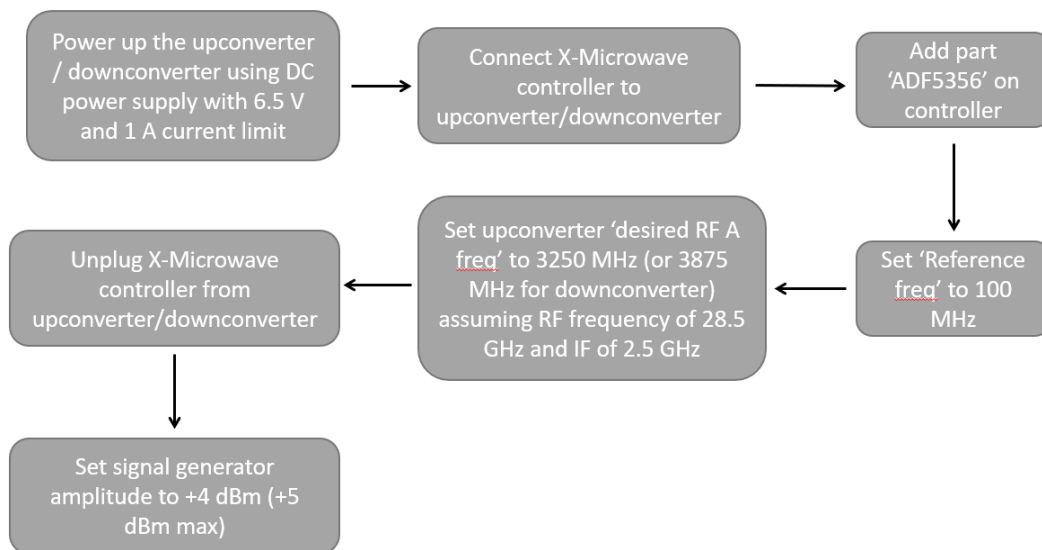 Power up the upconverter
/ downconverter using DC
power supply with 6.5 V
and 1 A current limit
Connect X-Microwave
controller to
upconverter/downconverter
Add part
‘ADF5356’ on
controller
Set ‘Reference
freq’ to 100
MHz
Set upconverter ‘desired RF A
freq’ to 3250 MHz (or 3875
MHz for downconverter)
assuming RF frequency of 28.5
GHz and IF of 2.5 GHz
Unplug X-Microwave
controller from
upconverter/downconverter
Set signal generator
amplitude to +4 dBm (+5
dBm max)